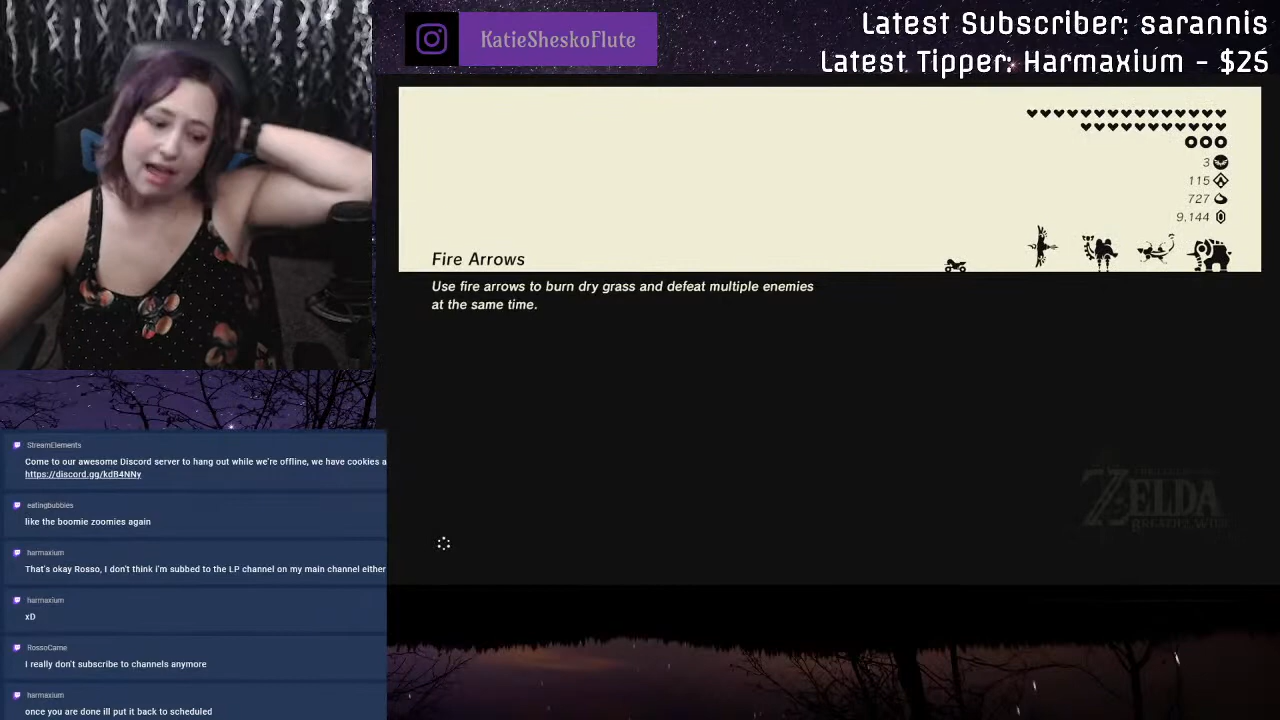 KatieSheskoFlute
Latest Subscriber: sarannis
Latest Tipper: Harmaxium - $25
3
115
727
9,144
Fire Arrows
Use fire arrows to burn dry grass and defeat multiple enemies
at the same time.
ZELDA
StreamElements
Come to our awesome Discord server to hang out while we're offline, we have cookies a
https://discord.gg/kdB4NNy
eatingbubbles
like the boomie zoomies again
harmaxium
That's okay Rosso, I don't think i'm subbed to the LP channel on my main channel either
harmaxium
xD
RossoCame
I really don't subscribe to channels anymore
harmaxium
once you are done ill put it back to scheduled